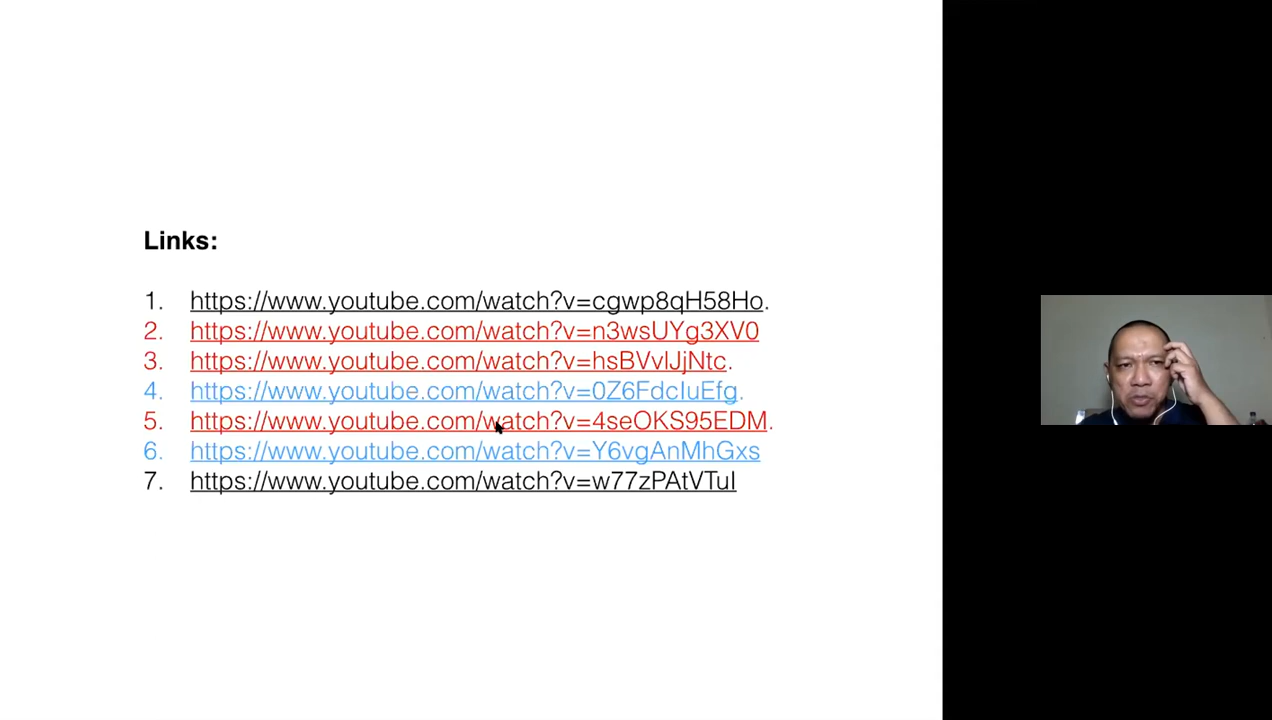 Links:
1. https://www.youtube.com/watch?v=cgwp8qH58Ho.
2. https://www.youtube.com/watch?v=n3wsUYg3XV0
3. https://www.youtube.com/watch?v=hsBVvIJjNtc.
4. https://www.youtube.com/watch?v=0Z6FdcIuEfg.
5. https://www.youtube.com/watch?v=4seOKS95EDM.
6. https://www.youtube.com/watch?v=Y6vgAnMhGxs
7. https://www.youtube.com/watch?v=w77zPAtVTuI